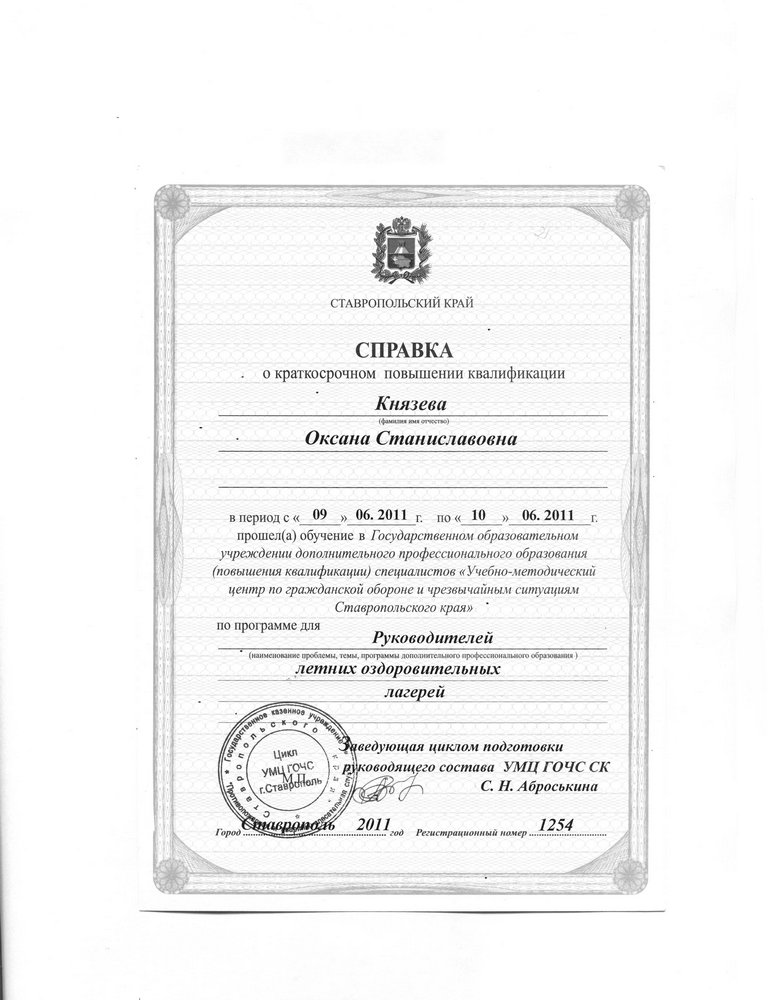 СТАВРОПОЛЬСКИЙ КРАЙ
СПРАВКА
о краткосрочном повышении квалификации
Князева
(фамилия имя отчество)
Оксана Станиславовна
в период с « 09 » 06. 2011 г. по « 10 » 06. 2011 г.
прошел(а) обучение в Государственном образовательном
учреждении дополнительного профессионального образования
(повышения квалификации) специалистов «Учебно-методический
центр по гражданской обороне и чрезвычайным ситуациям
Ставропольского края»
по программе для
Руководителей
(наименование проблемы, темы, программы дополнительного профессионального образования )
летних оздоровительных
лагерей
Государственное казенное учреждение
Ставропольского края
Цикл
УМЦ ГОЧС
М.П.
г.Ставрополь
Заведующая циклом подготовки
руководящего состава УМЦ ГОЧС СК
С. Н. Аброськина
Город Ставрополь 2011 год Регистрационный номер 1254